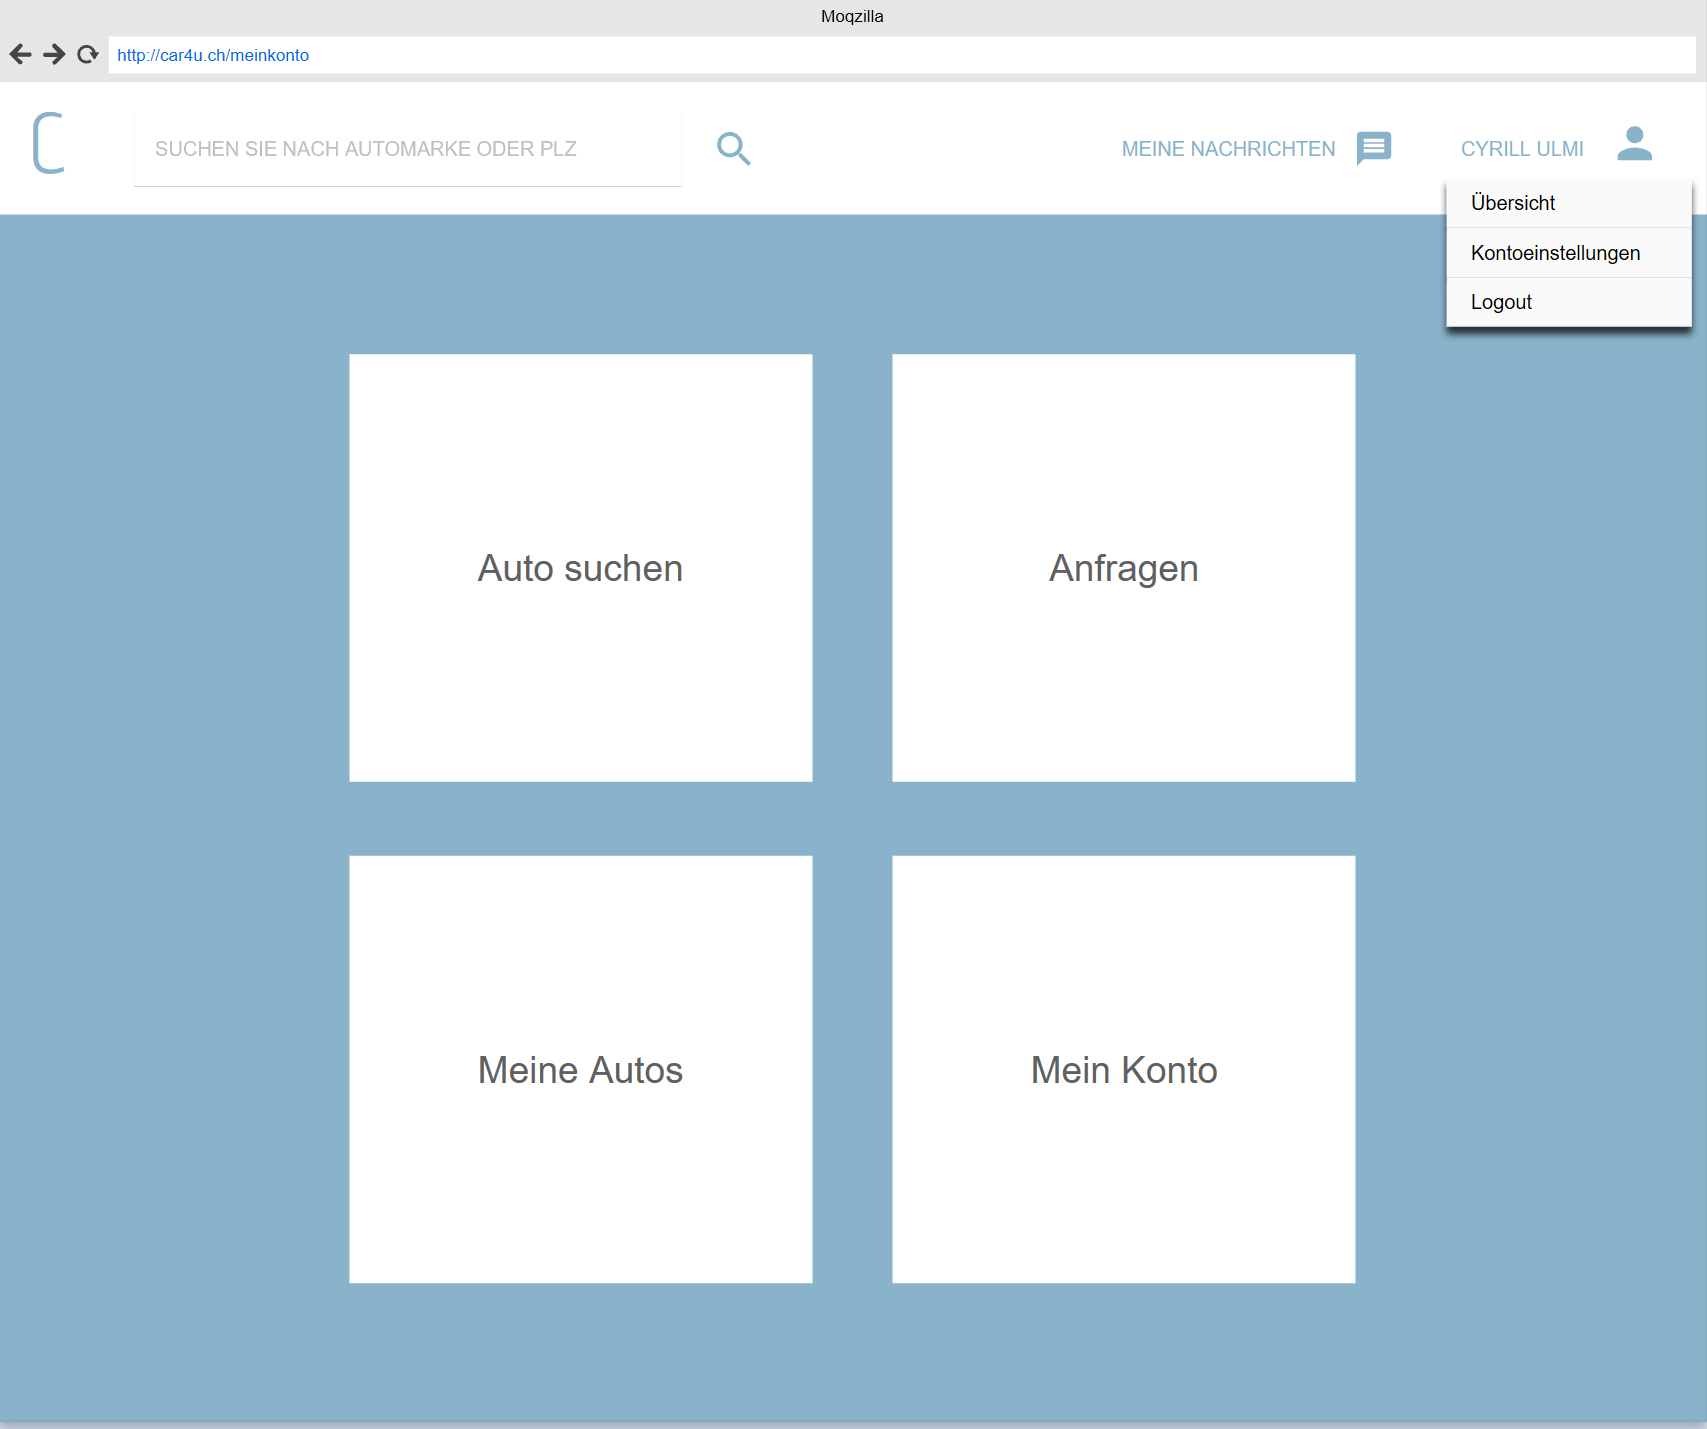 Moqzilla
http://car4u.ch/meinkonto
C
SUCHEN SIE NACH AUTOMARKE ODER PLZ
MEINE NACHRICHTEN
CYRILL ULMI
Übersicht
Kontoeinstellungen
Logout
Auto suchen
Anfragen
Meine Autos
Mein Konto